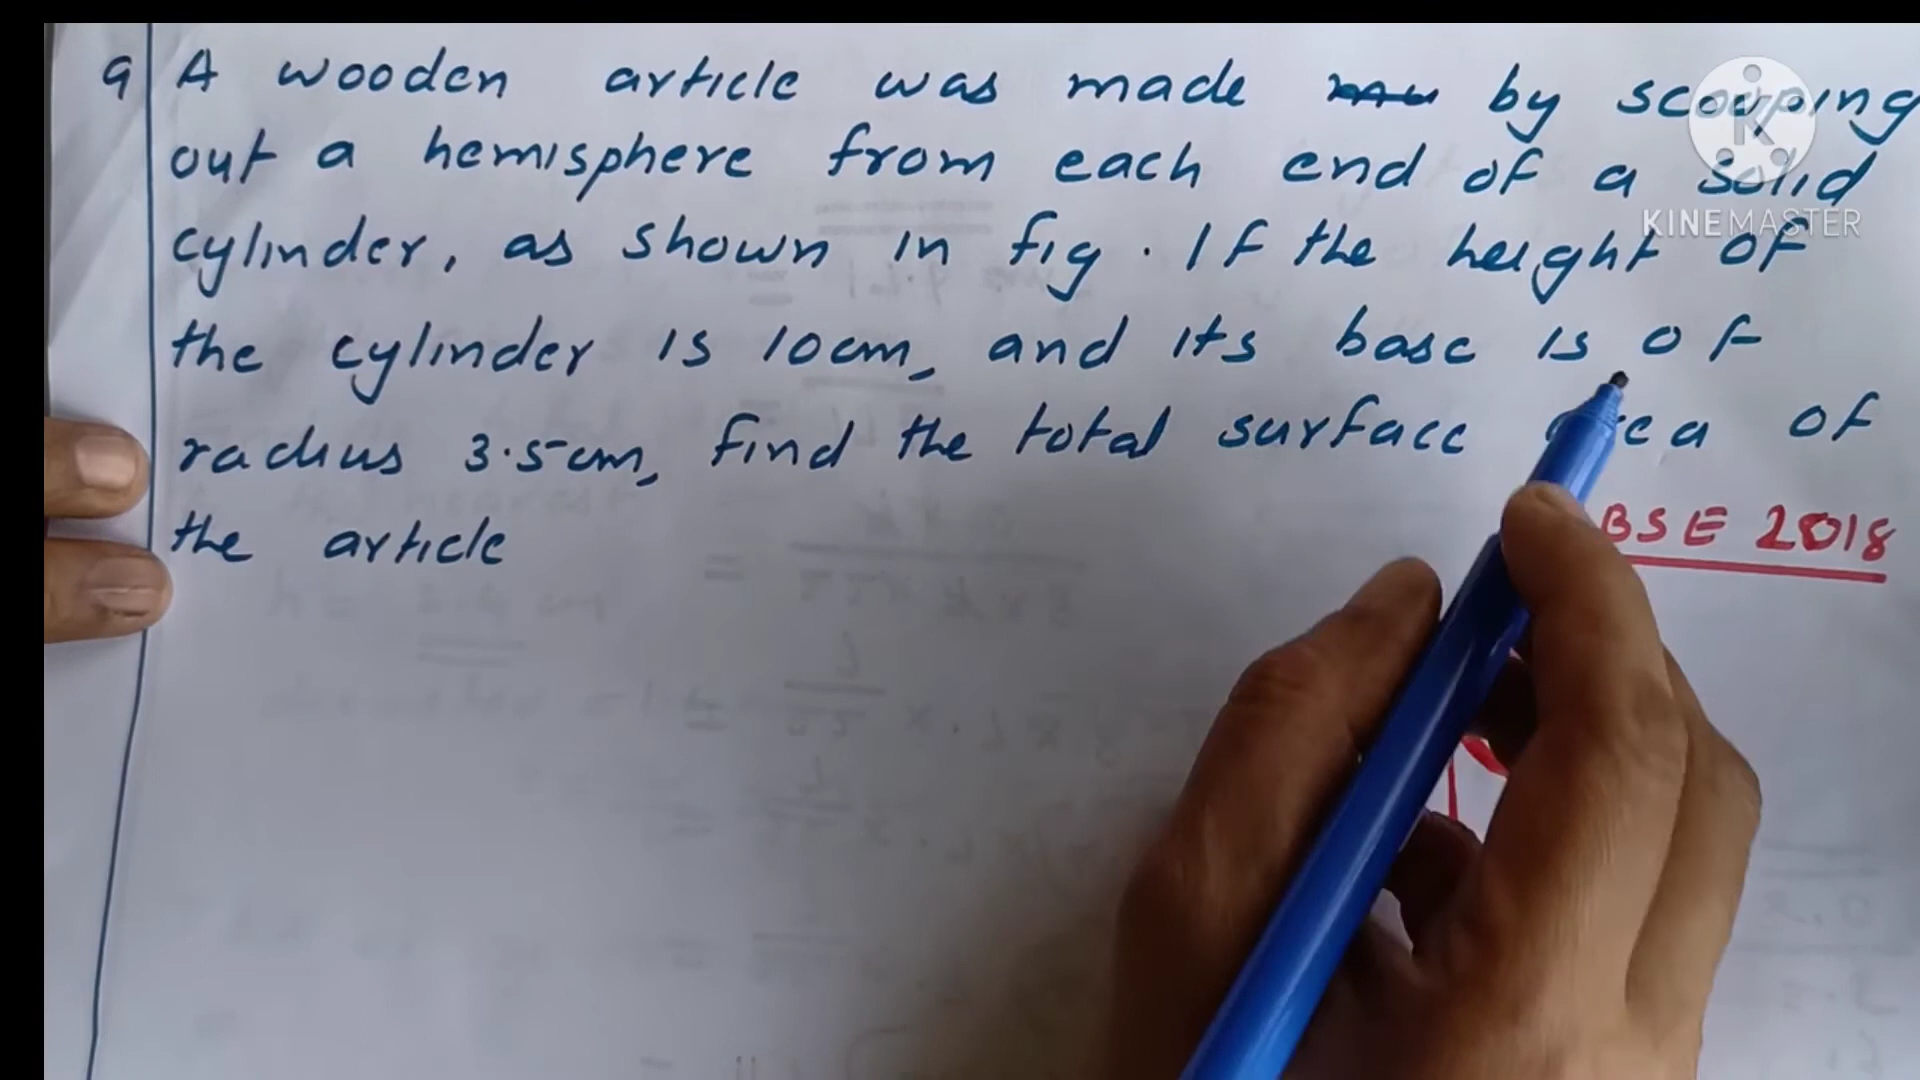 9 A wooden article was made by scooping
out a hemisphere from each end of a solid
cylinder, as shown in fig. If the height of
the cylinder is 10cm, and its base is of
radius 3.5cm, find the total surface area of
the article
BSE 2018
KINEMASTER